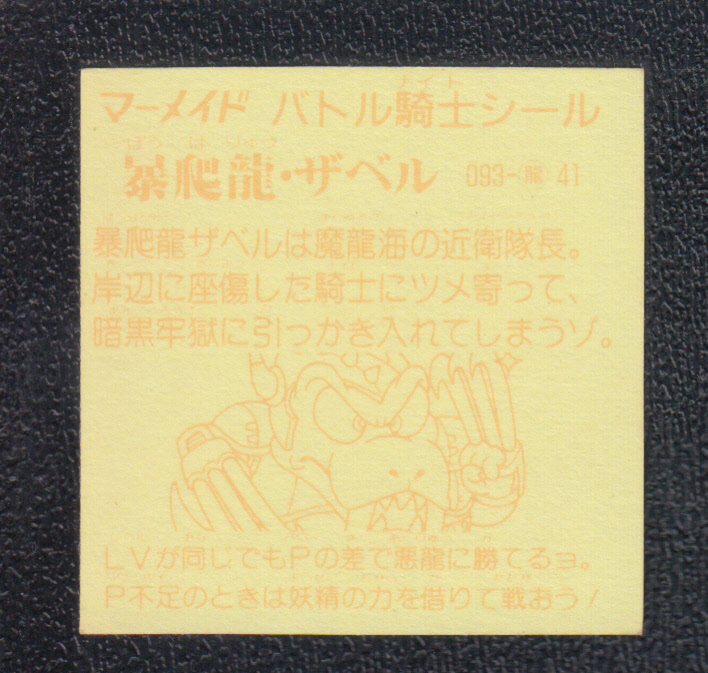 マーメイド バトル騎士シール
暴爬龍・ザベル 093-龍 41
暴爬龍ザベルは魔龍海の近衛隊長。
岸辺に座傷した騎士にツメ寄って、
暗黒牢獄に引っかき入れてしまうゾ。
LVが同じでもPの差で悪龍に勝てるョ。
P不足のときは妖精の力を借りて戦おう!